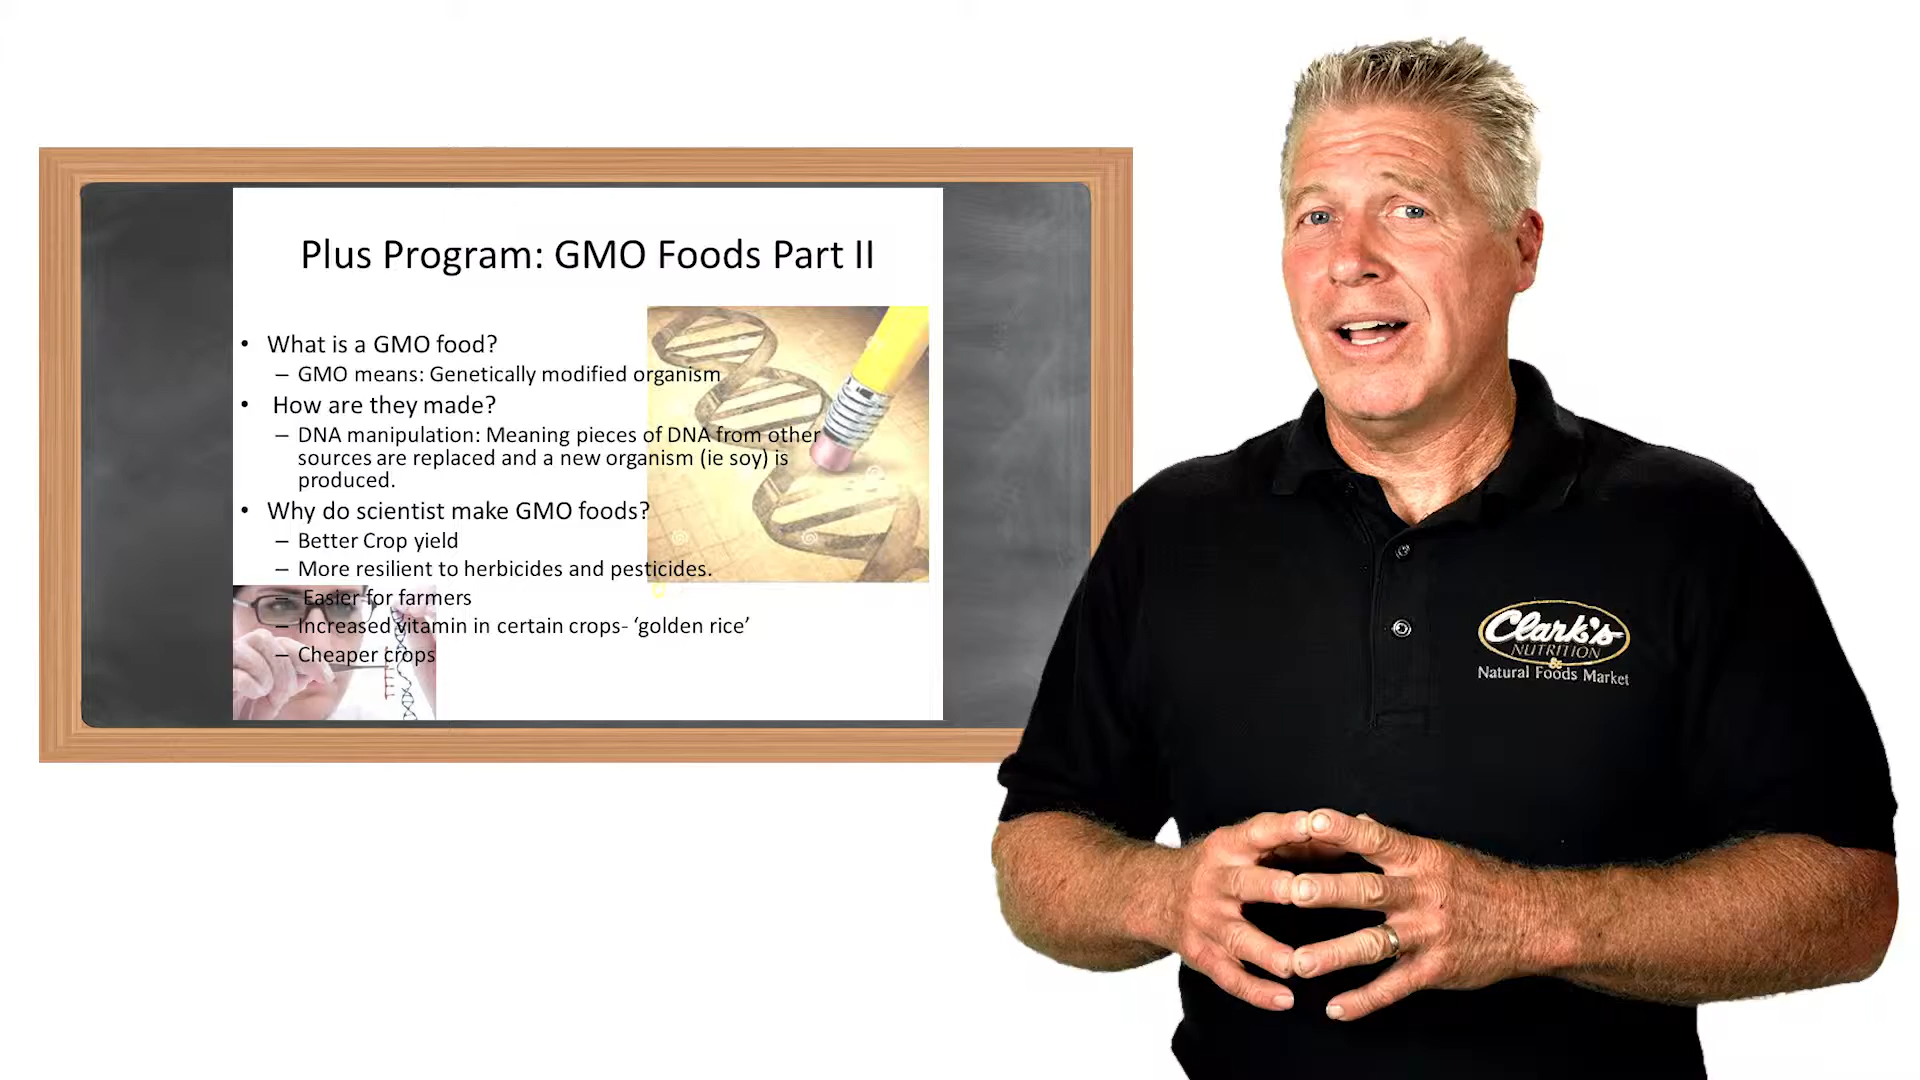 Plus Program: GMO Foods Part II
• What is a GMO food?
– GMO means: Genetically modified organism
• How are they made?
– DNA manipulation: Meaning pieces of DNA from other
sources are replaced and a new organism (ie soy) is
produced.
• Why do scientist make GMO foods?
– Better Crop yield
– More resilient to herbicides and pesticides.
– Easier for farmers
– Increased vitamin in certain crops- ‘golden rice’
– Cheaper crops
Clark's
NUTRITION
&
Natural Foods Market